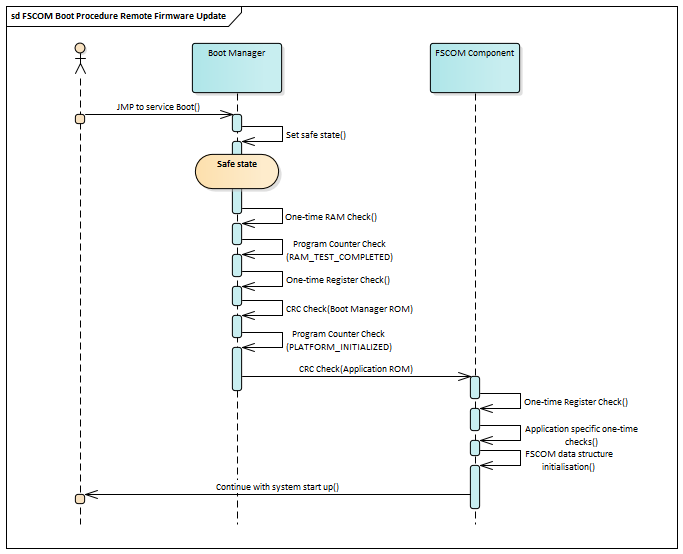 sd FSCOM Boot Procedure Remote Firmware Update
Boot Manager
FSCOM Component
JMP to service Boot()
Set safe state()
Safe state
One-time RAM Check()
Program Counter Check
(RAM_TEST_COMPLETED)
One-time Register Check()
CRC Check(Boot Manager ROM)
Program Counter Check
(PLATFORM_INITIALIZED)
CRC Check(Application ROM)
One-time Register Check()
Application specific one-time
checks()
FSCOM data structure
initialisation()
Continue with system start up()